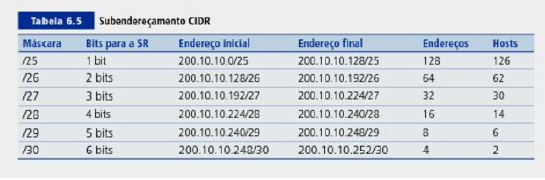 Tabela 6.5 Subendereçamento CIDR
Máscara Bits para a SR Endereço inicial Endereço final Endereços Hosts
/25 1 bit 200.10.10.0/25 200.10.10.128/25 128 126
/26 2 bits 200.10.10.128/26 200.10.10.192/26 64 62
/27 3 bits 200.10.10.192/27 200.10.10.224/27 32 30
/28 4 bits 200.10.10.224/28 200.10.10.240/28 16 14
/29 5 bits 200.10.10.240/29 200.10.10.248/29 8 6
/30 6 bits 200.10.10.248/30 200.10.10.252/30 4 2